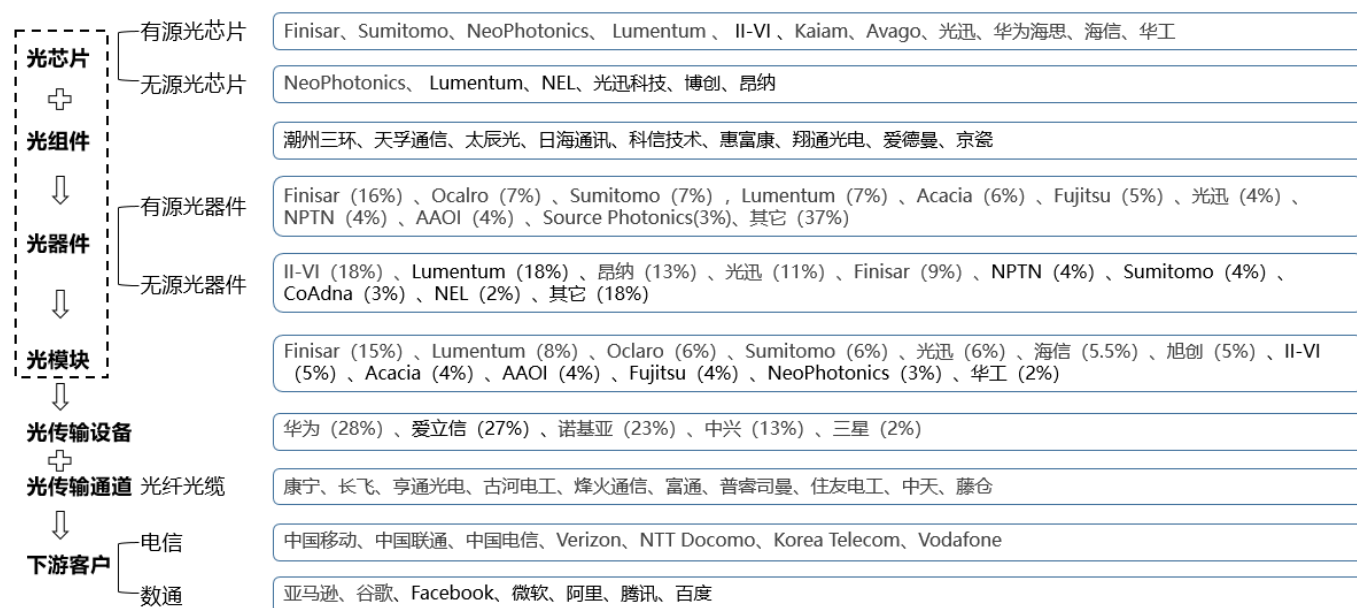 有源光芯片
Finisar、Sumitomo、NeoPhotonics、 Lumentum 、 II-VI 、Kaiam、Avago、光迅、华为海思、海信、华工
光芯片
无源光芯片
NeoPhotonics、 Lumentum、NEL、光迅科技、博创、昂纳
光组件
潮州三环、天孚通信、太辰光、日海通讯、科信技术、惠富康、翔通光电、爱德曼、京瓷
有源光器件
Finisar (16%) 、Ocalro (7%) 、Sumitomo (7%) , Lumentum (7%) 、Acacia (6%) 、Fujitsu (5%) 、光迅 (4%) 、
NPTN (4%) 、AAOI (4%) 、Source Photonics(3%)、其它 (37%)
光器件
无源光器件
II-VI (18%) 、Lumentum (18%) 、昂纳 (13%) 、光迅 (11%) 、Finisar (9%) 、NPTN (4%) 、Sumitomo (4%) 、
CoAdna (3%) 、NEL (2%) 、其它 (18%)
光模块
Finisar (15%) 、Lumentum (8%) 、Oclaro (6%) 、Sumitomo (6%) 、光迅 (6%) 、海信 (5.5%) 、旭创 (5%) 、II-VI
(5%) 、Acacia (4%) 、AAOI (4%) 、Fujitsu (4%) 、NeoPhotonics (3%) 、华工 (2%)
光传输设备
华为 (28%) 、爱立信 (27%) 、诺基亚 (23%) 、中兴 (13%) 、三星 (2%)
光传输通道 光纤光缆
康宁、长飞、亨通光电、古河电工、烽火通信、富通、普睿司曼、住友电工、中天、藤仓
下游客户
电信
中国移动、中国联通、中国电信、Verizon、NTT Docomo、Korea Telecom、Vodafone
数通
亚马逊、谷歌、Facebook、微软、阿里、腾讯、百度